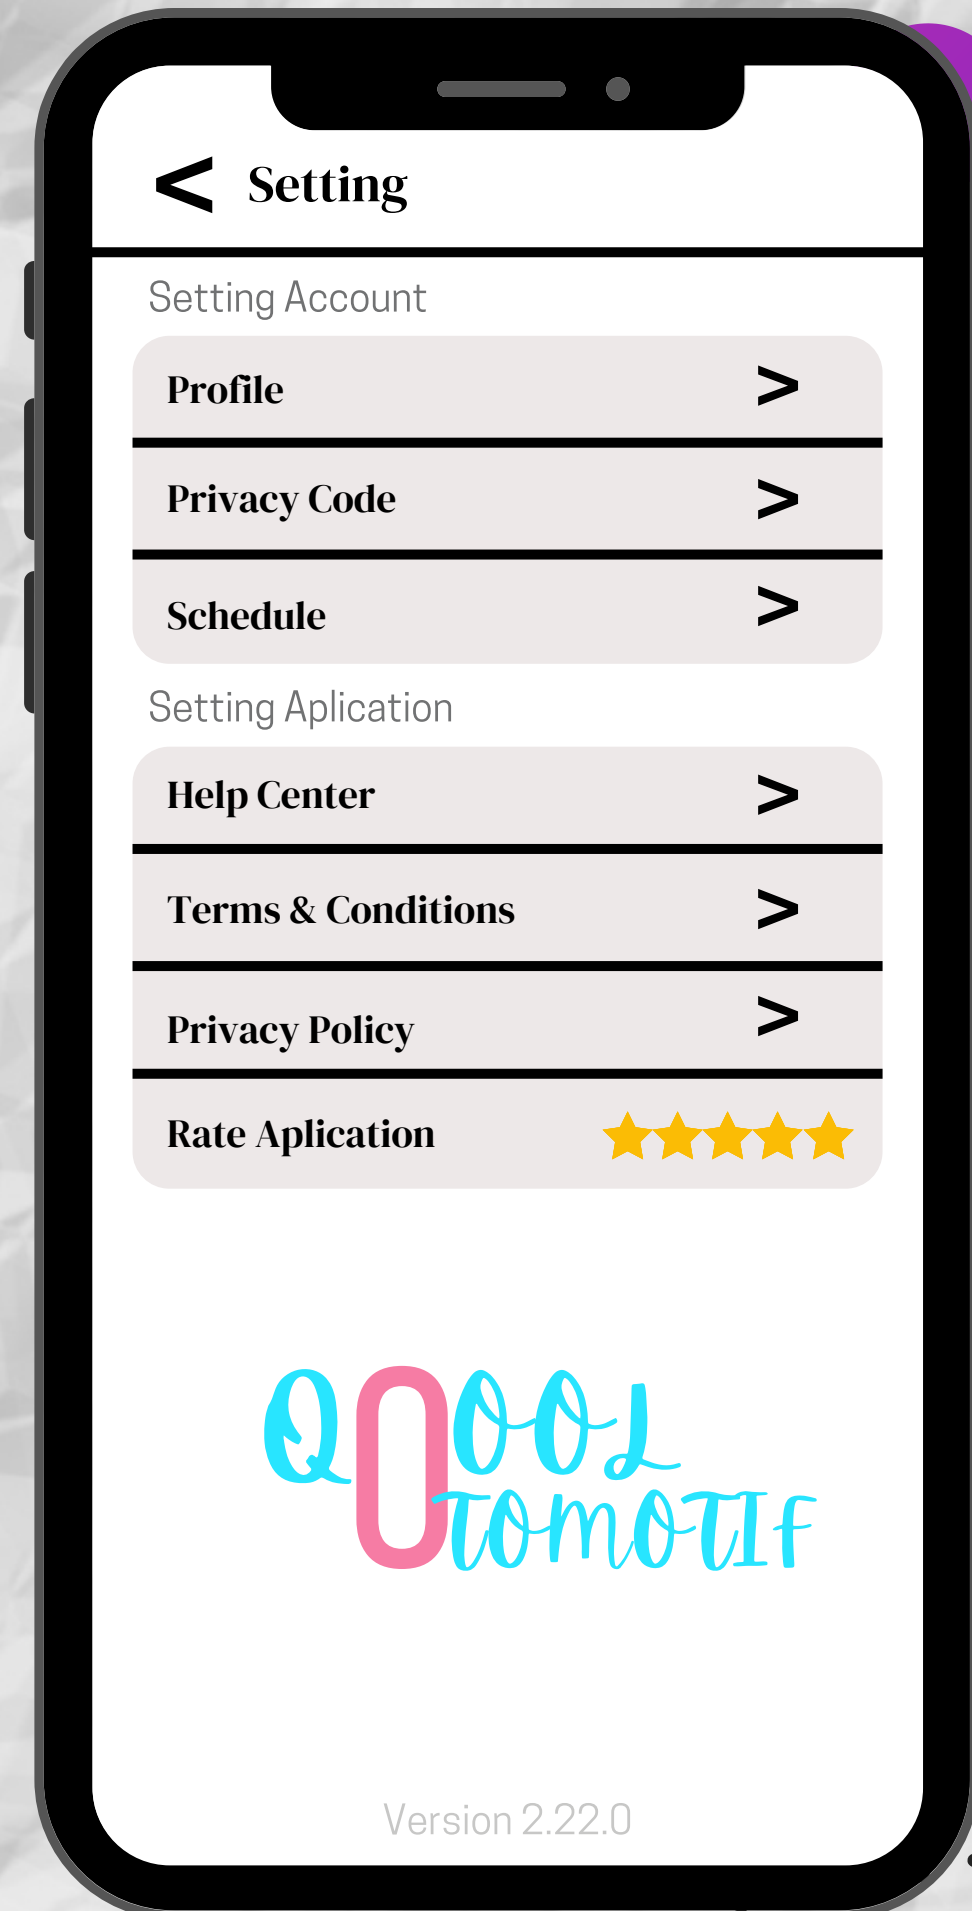 < Setting
Setting Account
Profile >
Privacy Code >
Schedule >
Setting Aplication
Help Center >
Terms & Conditions >
Privacy Policy >
Rate Aplication
QOOOL
TOMOTIF
Version 2.22.0